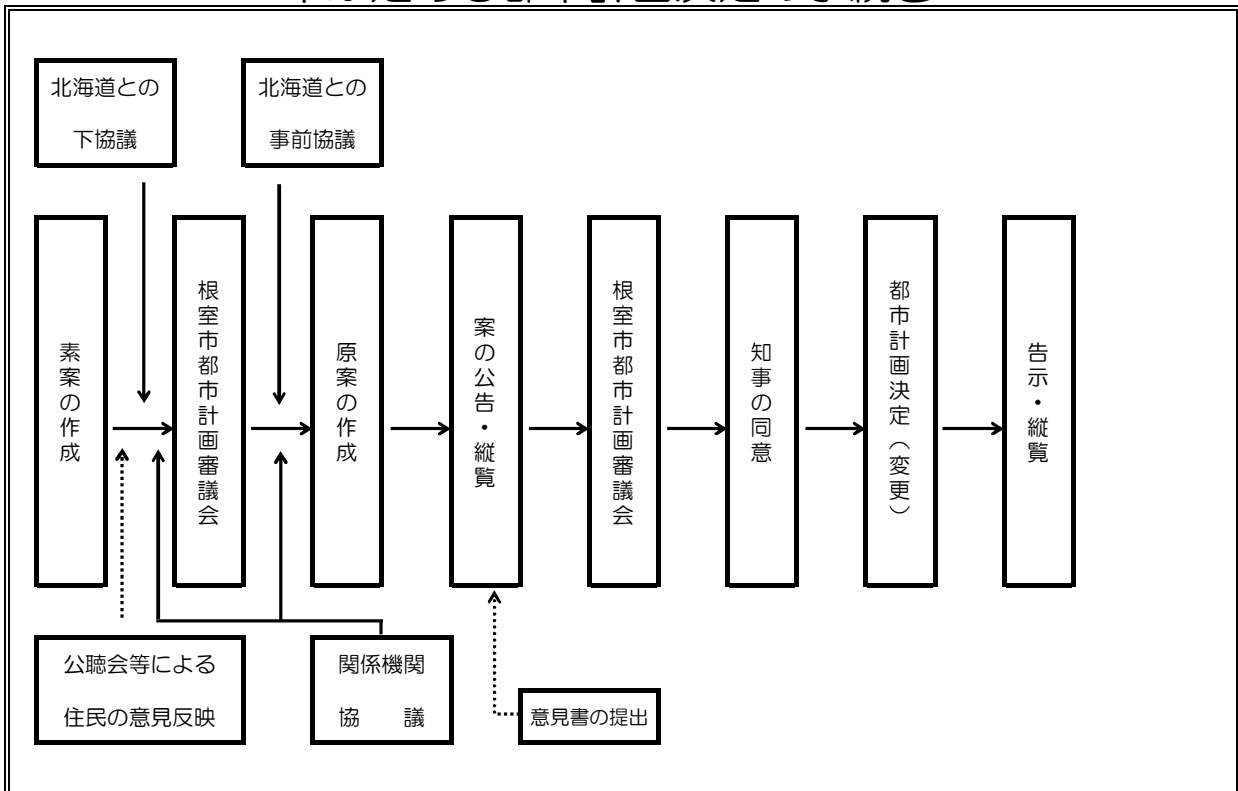 北海道との
下協議
北海道との
事前協議
素案の作成
根室市都市計画審議会
原案の作成
案の公告・縦覧
根室市都市計画審議会
知事の同意
都市計画決定（変更）
告示・縦覧
公聴会等による
住民の意見反映
関係機関
協　議
意見書の提出